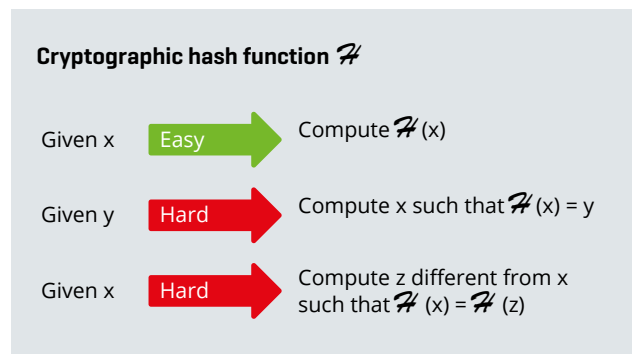 Cryptographic hash function ℋ
Given x Easy Compute ℋ (x)
Given y Hard Compute x such that ℋ (x) = y
Given x Hard Compute z different from x
such that ℋ (x) = ℋ (z)